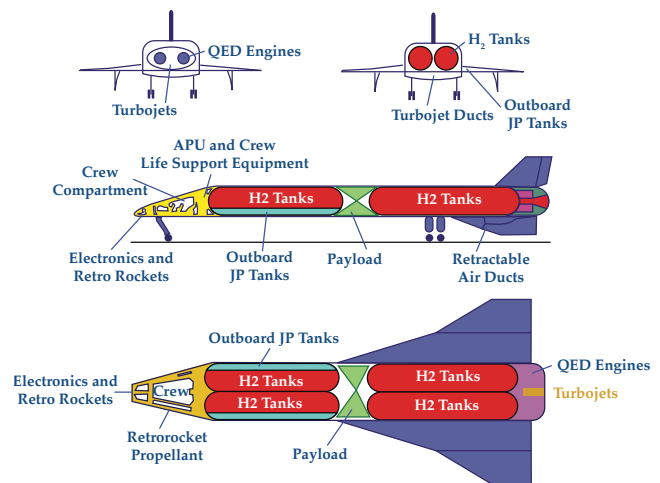 QED Engines
Turbojets
H₂ Tanks
Turbojet Ducts
Outboard
JP Tanks
APU and Crew
Life Support Equipment
Crew
Compartment
H2 Tanks
H2 Tanks
Electronics and
Retro Rockets
Outboard
JP Tanks
Payload
Retractable
Air Ducts
Outboard JP Tanks
QED Engines
H2 Tanks
H2 Tanks
Electronics and
Retro Rockets
Crew
Turbojets
H2 Tanks
H2 Tanks
Retrorocket
Propellant
Payload